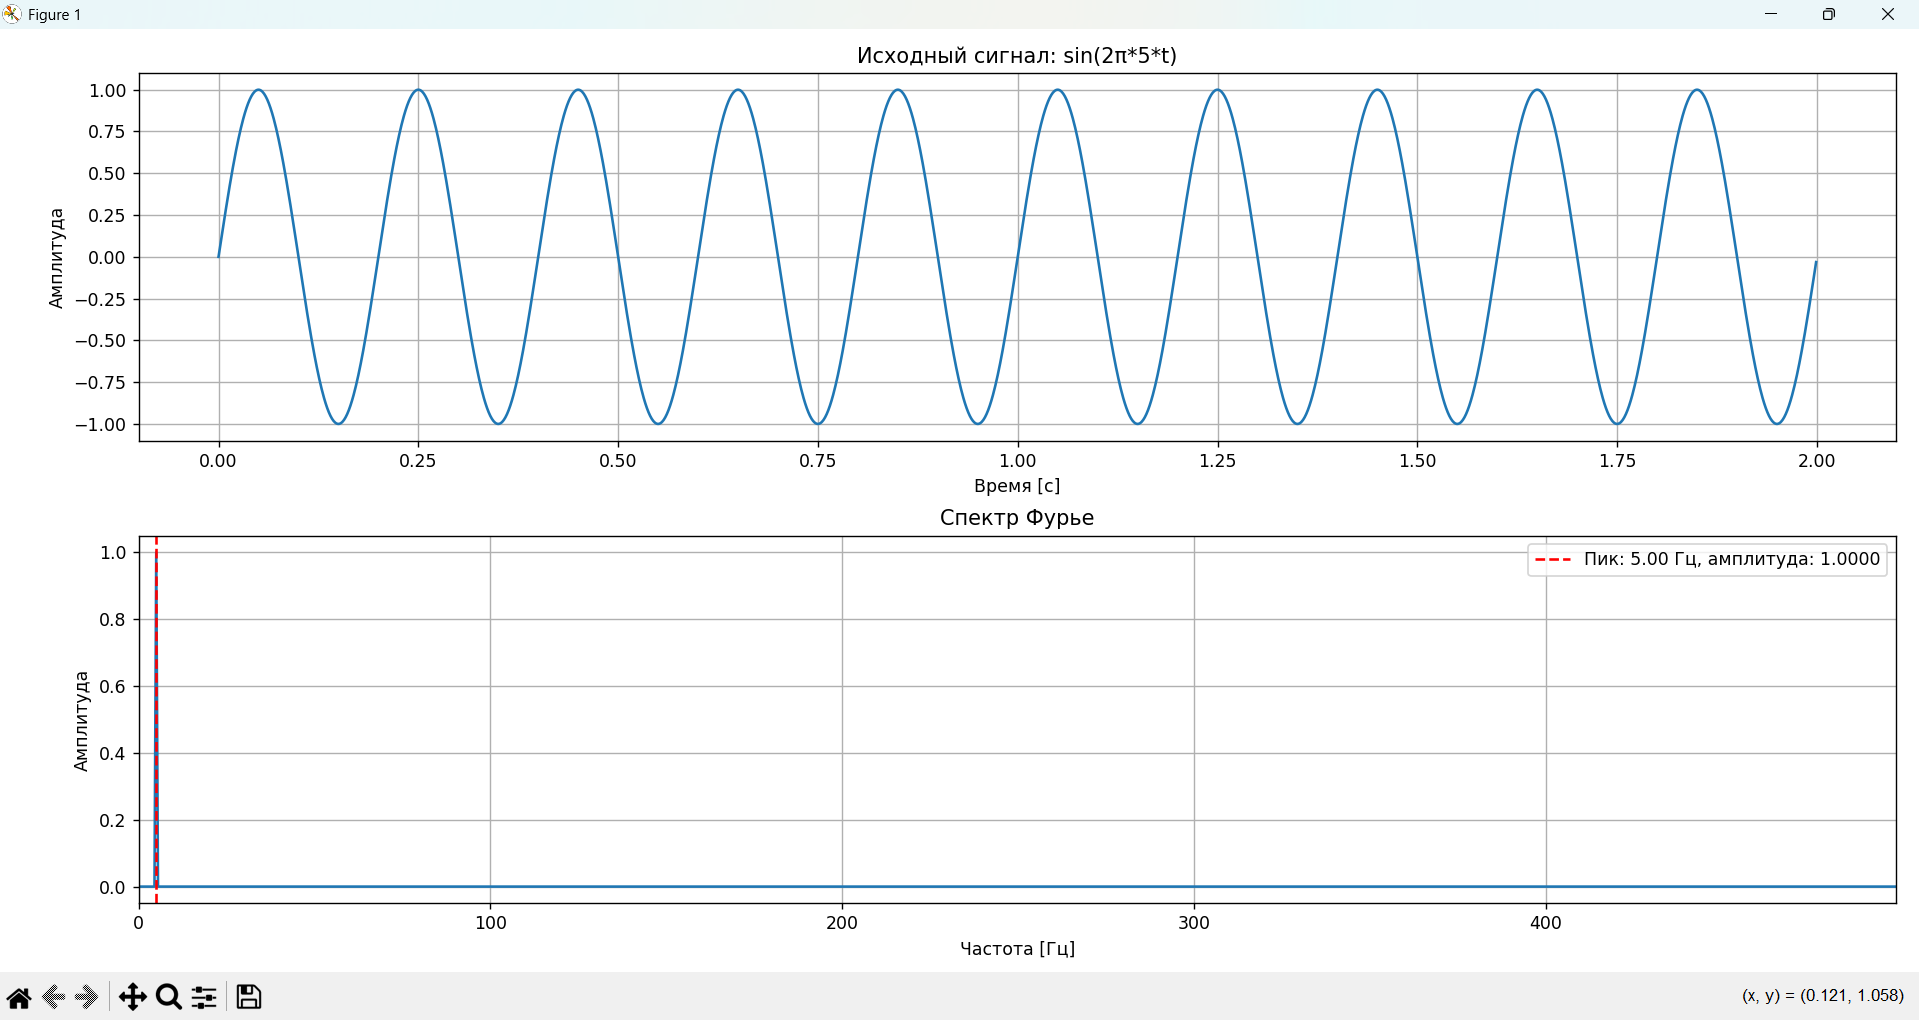 Figure 1
Исходный сигнал: sin(2π*5*t)
1.00
0.75
0.50
0.25
0.00
−0.25
−0.50
−0.75
−1.00
Амплитуда
0.00 0.25 0.50 0.75 1.00 1.25 1.50 1.75 2.00
Время [с]
Спектр Фурье
Пик: 5.00 Гц, амплитуда: 1.0000
1.0
0.8
0.6
0.4
0.2
0.0
Амплитуда
0 100 200 300 400
Частота [Гц]
(x, y) = (0.121, 1.058)